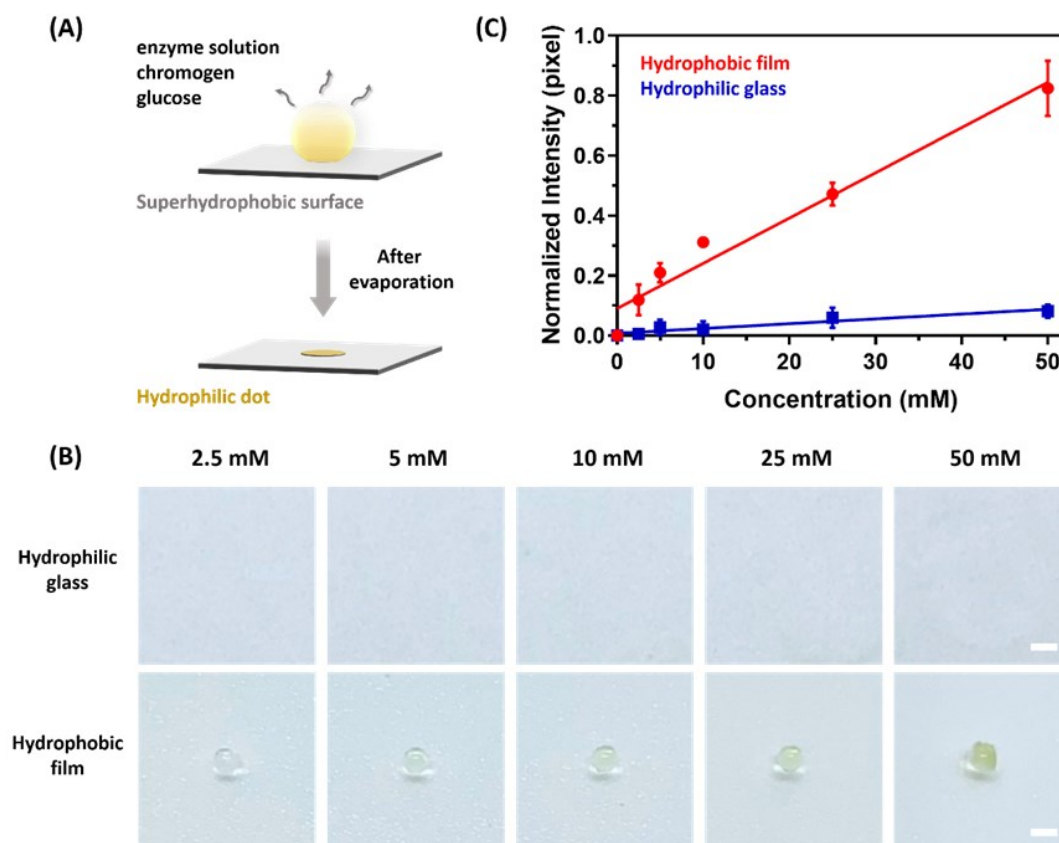 (A)
enzyme solution
chromogen
glucose
Superhydrophobic surface
After
evaporation
Hydrophilic dot
(C)
Hydrophobic film
Hydrophilic glass
Normalized Intensity (pixel)
1.0
0.8
0.6
0.4
0.2
0.0
0 10 20 30 40 50
Concentration (mM)
(B)
2.5 mM 5 mM 10 mM 25 mM 50 mM
Hydrophilic
glass
Hydrophobic
film